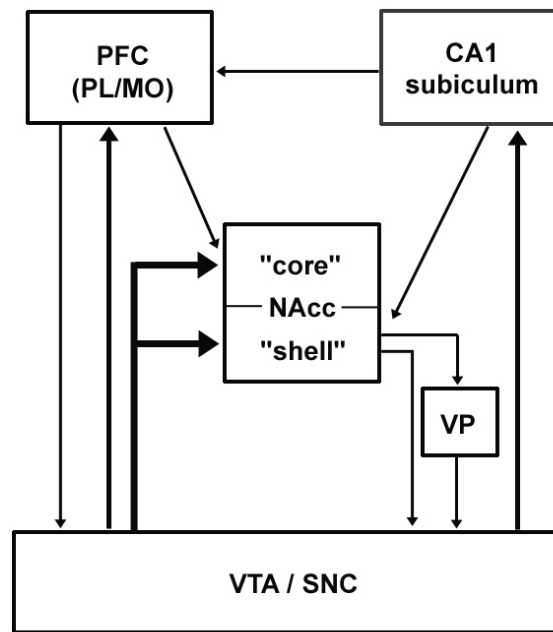 PFC
(PL/MO)
CA1
subiculum
"core"
NAcc
"shell"
VP
VTA / SNC